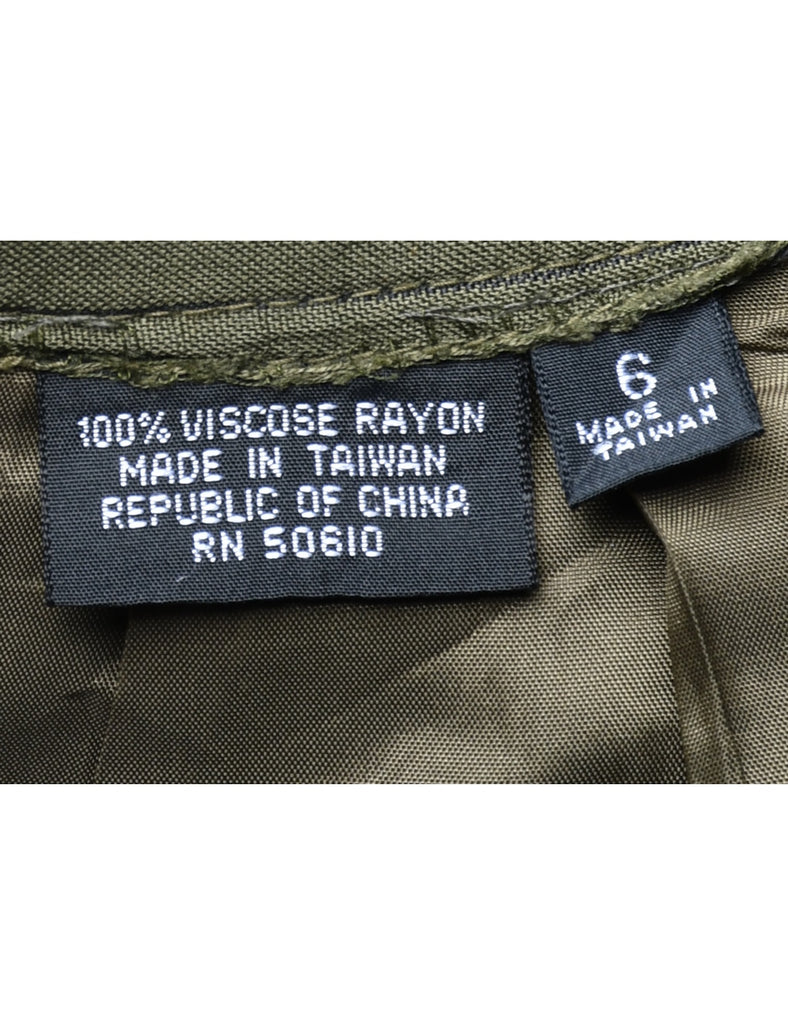 100% VISCOSE RAYON
MADE IN TAIWAN
REPUBLIC OF CHINA
RN 50610
6
MADE IN
TAIWAN